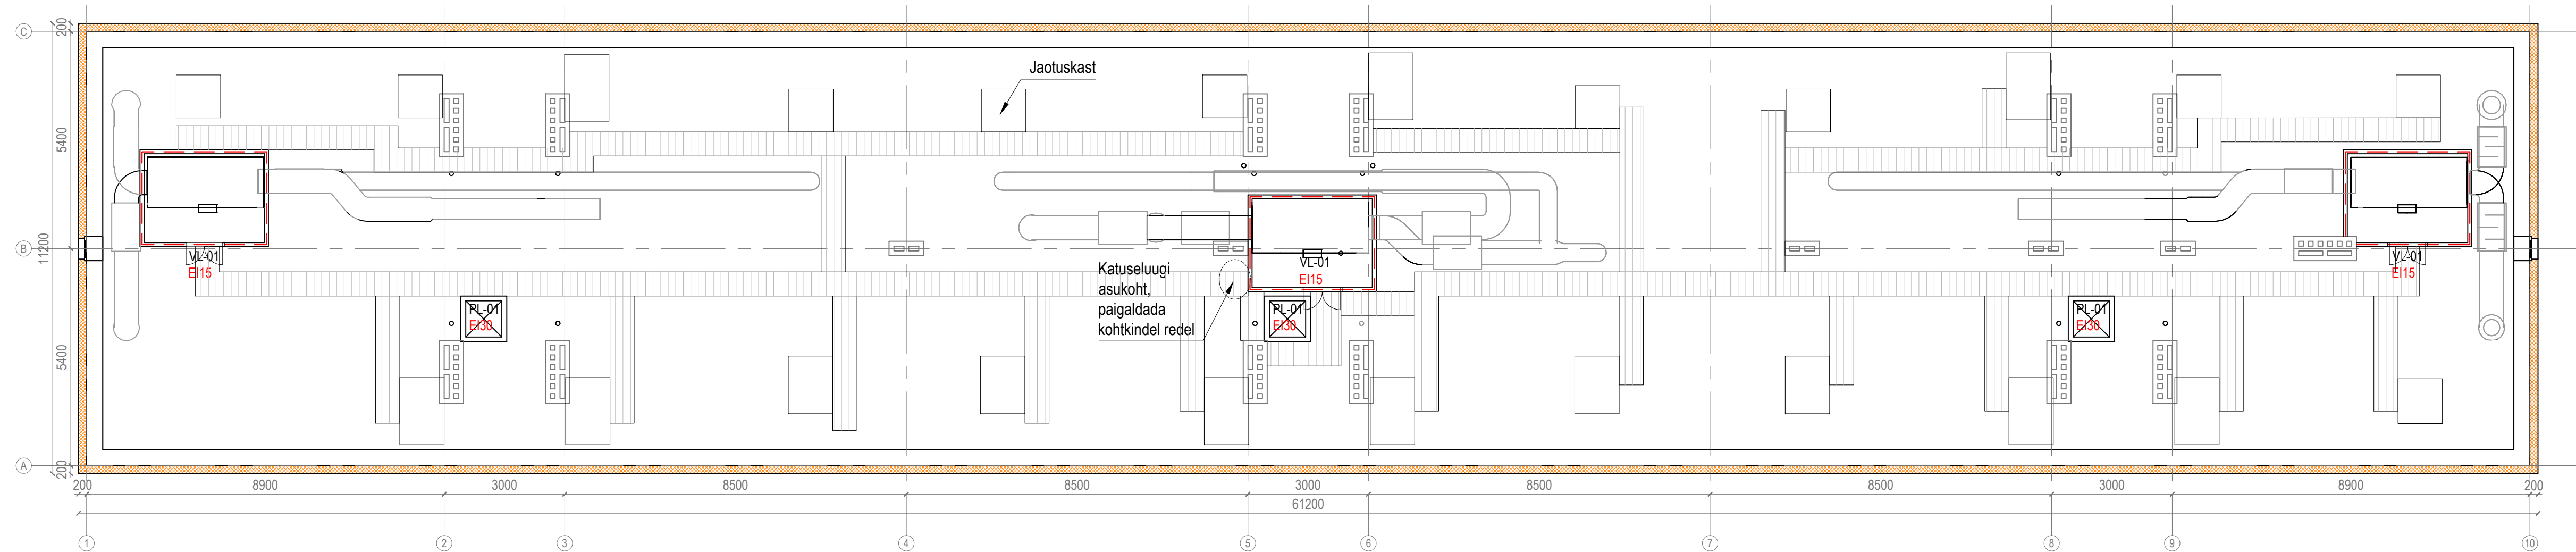 C
200
Jaotuskast
5400
VL-01
EI15
B
11200
Katuseluugi
asukoht,
paigaldada
kohtkindel redel
VL-01
EI15
VL-01
EI15
PL-01
EI30
PL-01
EI30
PL-01
EI30
5400
A
200
200
8900
3000
8500
8500
3000
8500
8500
3000
8900
200
61200
1
2
3
4
5
6
7
8
9
10